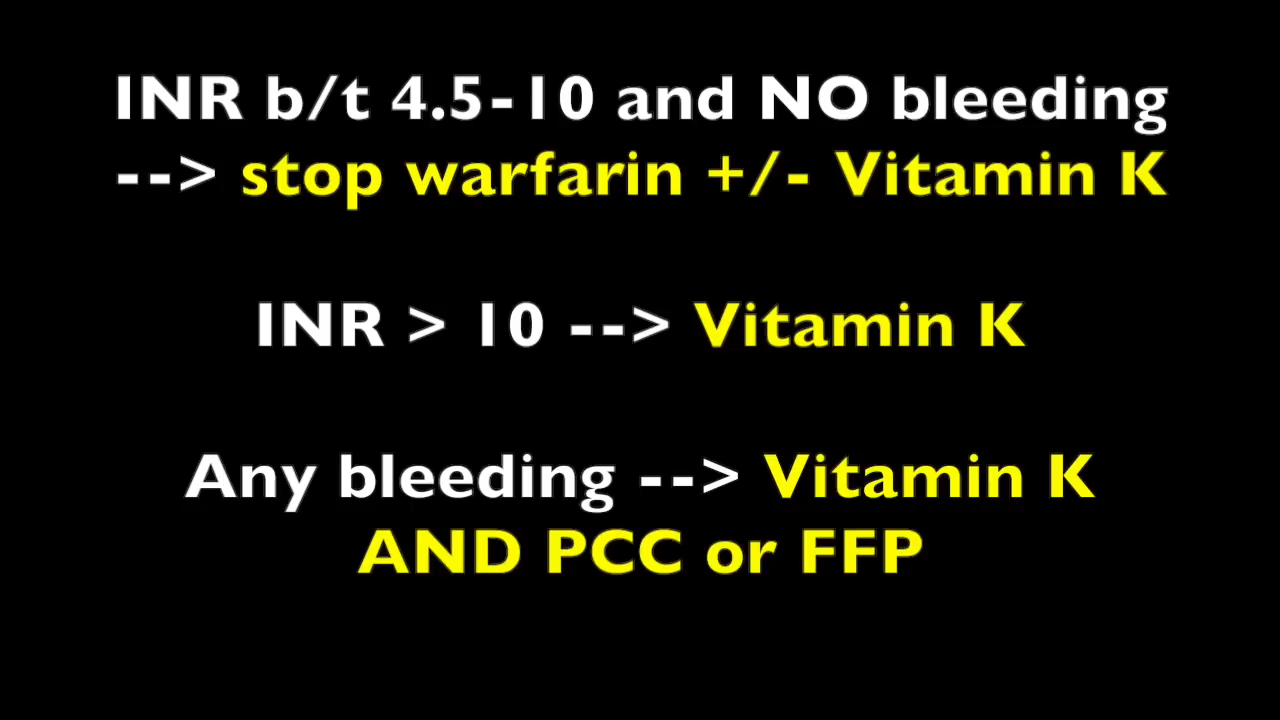 INR b/t 4.5-10 and NO bleeding
--> stop warfarin +/- Vitamin K
INR > 10 --> Vitamin K
Any bleeding --> Vitamin K
AND PCC or FFP